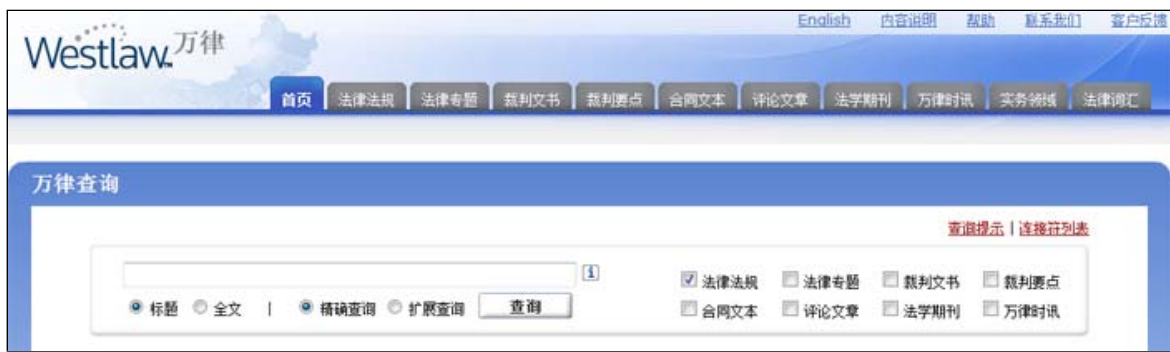 English 内容说明 帮助 联系我们 客户反馈
Westlaw 万律
首页 法律法规 法律专题 裁判文书 裁判要点 合同文本 评论文章 法学期刊 万律时讯 实务领域 法律词汇
万律查询
查询提示 | 连接符列表
法律法规 法律专题 裁判文书 裁判要点
标题 全文 | 精确查询 扩展查询 查询
合同文本 评论文章 法学期刊 万律时讯